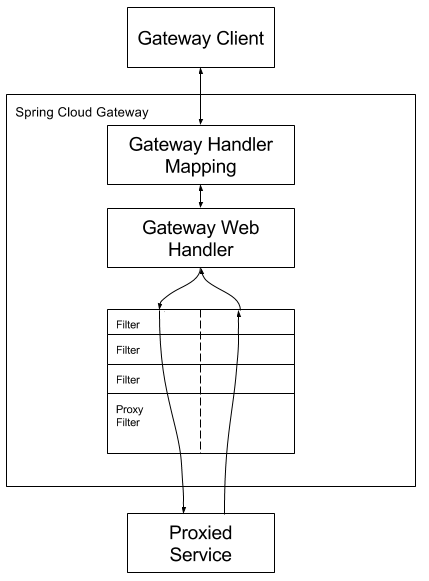 Gateway Client
Spring Cloud Gateway
Gateway Handler
Mapping
Gateway Web
Handler
Filter
Filter
Filter
Proxy
Filter
Proxied
Service